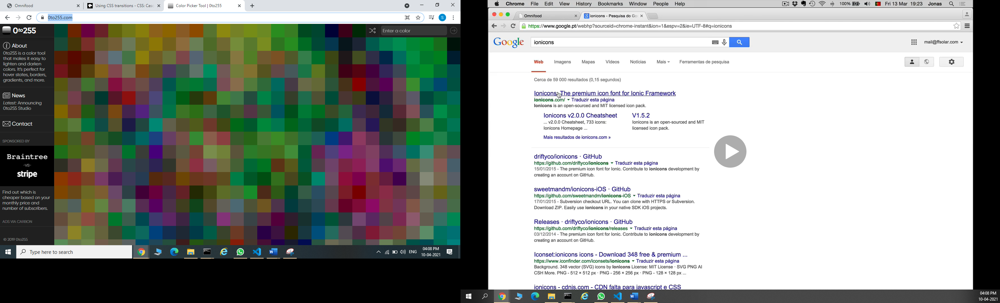 Omnifood
Using CSS transitions - CSS: Casc
Color Picker Tool | 0to255
0to255.com
S
0to255
Enter a color
About
0to255 is a color tool
that makes it easy to
lighten and darken
colors. It's perfect for
hover states, borders,
gradients, and more.
News
Latest: Announcing
0to255 Studio
Contact
SPONSORED BY
Braintree
-vs-
stripe
Find out which is
cheaper based on your
monthly price and
number of subscribers.
ADS VIA CARBON
© 2019 0to255
Type here to search
ENG
04:08 PM
10-04-2021
Chrome File Edit View History Bookmarks Window People Help
100% Fri 13 Mar 19:23 Jonas
Omnifood
ionicons - Pesquisa do Go
https://www.google.pt/webhp?sourceid=chrome-instant&ion=1&espv=2&ie=UTF-8#q=ionicons
Google
ionicons
mail@ffsolar.com
Web Imagens Mapas Vídeos Notícias Mais Ferramentas de pesquisa
Cerca de 59 000 resultados (0,15 segundos)
Ionicons: The premium icon font for Ionic Framework
ionicons.com/ Traduzir esta página
Ionicons is an open-sourced and MIT licensed icon pack.
Ionicons v2.0.0 Cheatsheet
... v2.0.0 Cheatsheet, 733 icons:
Ionicons Homepage ...
V1.5.2
Ionicons is an open-sourced and MIT
licensed icon pack.
Mais resultados de ionicons.com »
driftyco/ionicons · GitHub
https://github.com/driftyco/ionicons Traduzir esta página
15/01/2015 - The premium icon font for Ionic. Contribute to ionicons development by
creating an account on GitHub.
sweetmandm/ionicons-iOS · GitHub
https://github.com/sweetmandm/ionicons-iOS Traduzir esta página
17/01/2015 - Subversion checkout URL. You can clone with HTTPS or Subversion.
Download ZIP. Easily use ionicons in your native SDK iOS projects.
Releases · driftyco/ionicons · GitHub
https://github.com/driftyco/ionicons/releases Traduzir esta página
03/12/2014 - The premium icon font for Ionic. Contribute to ionicons development by
creating an account on GitHub.
Iconset:ionicons icons - Download 348 free & premium ...
https://www.iconfinder.com/iconsets/ionicons Traduzir esta página
Background. 348 vector (SVG) icons by Ionicons License: MIT License · SVG PNG AI
CSH More. PNG - 512 × 512 px · PNG - 256 × 256 px · PNG - 128 × 128 px ...
ionicons - cdnjs.com - CDN falta para javascript e CSS
04:08 PM
10-04-2021